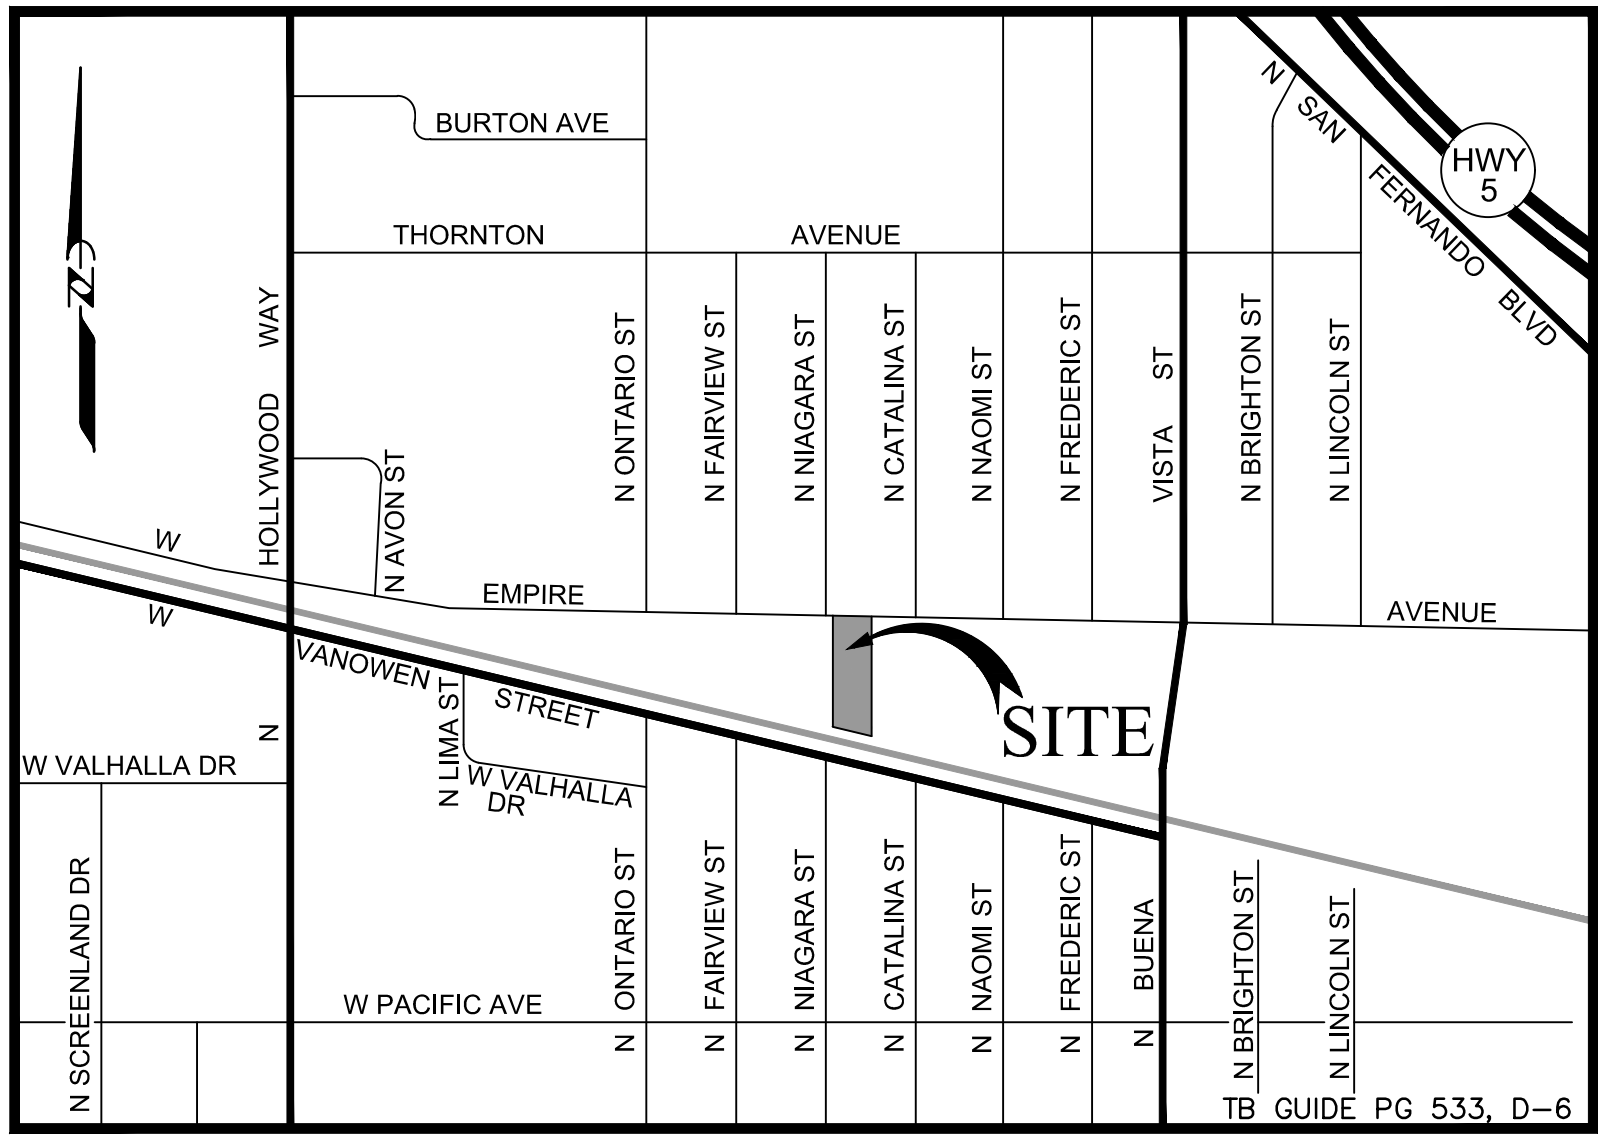 BURTON AVE
N SAN FERNANDO BLVD
HWY
5
THORNTON AVENUE
N
N HOLLYWOOD WAY
N AVON ST
N ONTARIO ST
N FAIRVIEW ST
N NIAGARA ST
N CATALINA ST
N NAOMI ST
N FREDERIC ST
N BUENA VISTA ST
N BRIGHTON ST
N LINCOLN ST
W EMPIRE AVENUE
W VANOWEN STREET
SITE
N LIMA ST
W VALHALLA DR
W VALHALLA
DR
N SCREENLAND DR
N ONTARIO ST
N FAIRVIEW ST
N NIAGARA ST
N CATALINA ST
N NAOMI ST
N FREDERIC ST
N BRIGHTON ST
N LINCOLN ST
W PACIFIC AVE
TB GUIDE PG 533, D-6